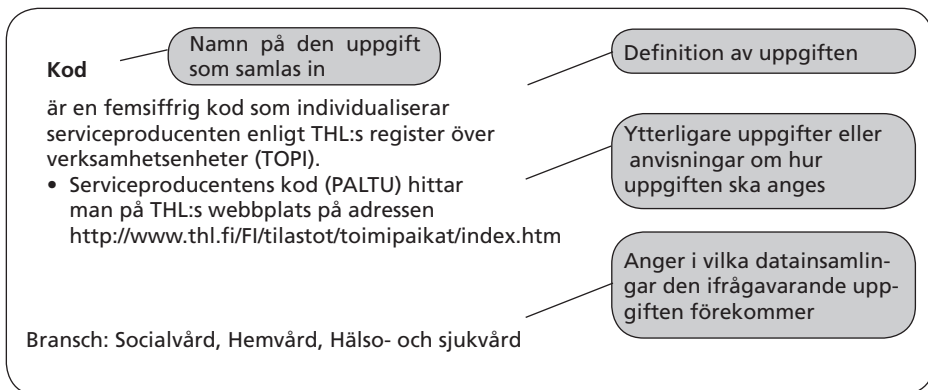 Kod
Namn på den uppgift
som samlas in
Definition av uppgiften
är en femsiffrig kod som individualiserar
serviceproducenten enligt THL:s register över
verksamhetsenheter (TOPI).
Ytterligare uppgifter eller
anvisningar om hur
uppgiften ska anges
• Serviceproducentens kod (PALTU) hittar
man på THL:s webbplats på adressen
http://www.thl.fi/FI/tilastot/toimipaikat/index.htm
Anger i vilka datainsamlin-
gar den ifrågavarande upp-
giften förekommer
Bransch: Socialvård, Hemvård, Hälso- och sjukvård